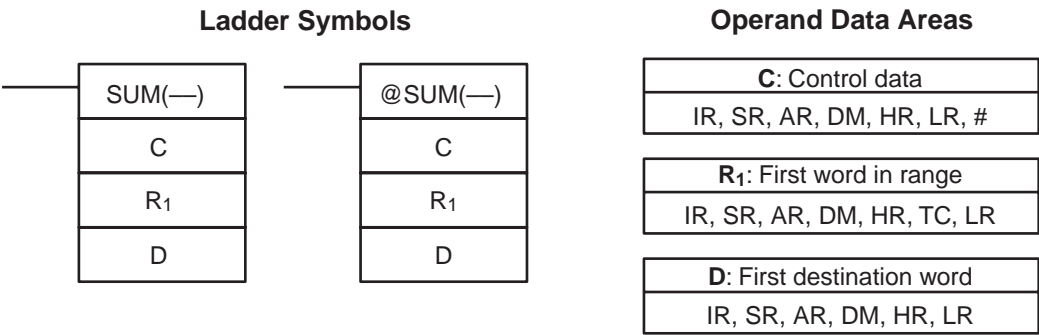 Ladder Symbols
SUM(—)
C
R1
D
@SUM(—)
C
R1
D
Operand Data Areas
C: Control data
IR, SR, AR, DM, HR, LR, #
R1: First word in range
IR, SR, AR, DM, HR, TC, LR
D: First destination word
IR, SR, AR, DM, HR, LR